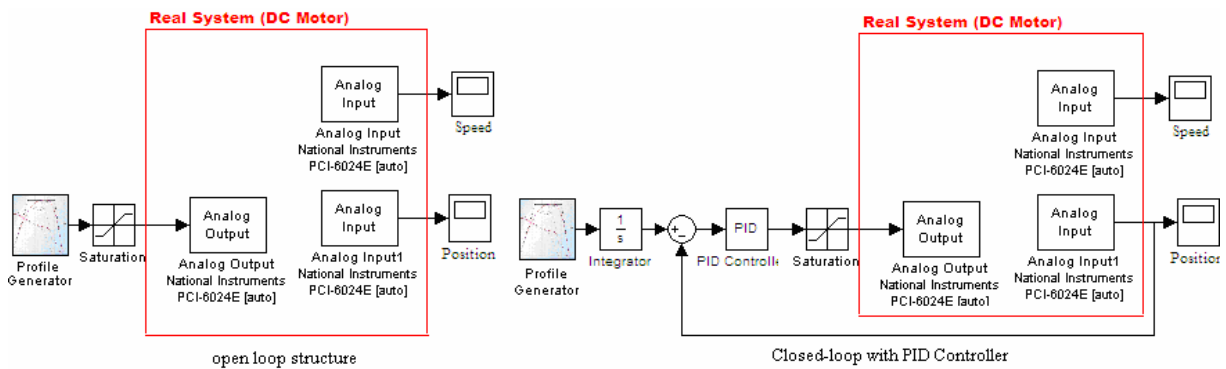 Real System (DC Motor)
Analog
Input
Analog Input
National Instruments
PCI-6024E [auto]
Speed
Profile
Generator
Saturation
Analog
Output
Analog Output
National Instruments
PCI-6024E [auto]
Analog
Input
Analog Input1
National Instruments
PCI-6024E [auto]
Position
open loop structure
Real System (DC Motor)
Analog
Input
Analog Input
National Instruments
PCI-6024E [auto]
Speed
Profile
Generator
1
s
Integrator
+
−
PID
PID Controlle
Saturation
Analog
Output
Analog Output
National Instruments
PCI-6024E [auto]
Analog
Input
Analog Input1
National Instruments
PCI-6024E [auto]
Position
Closed-loop with PID Controller